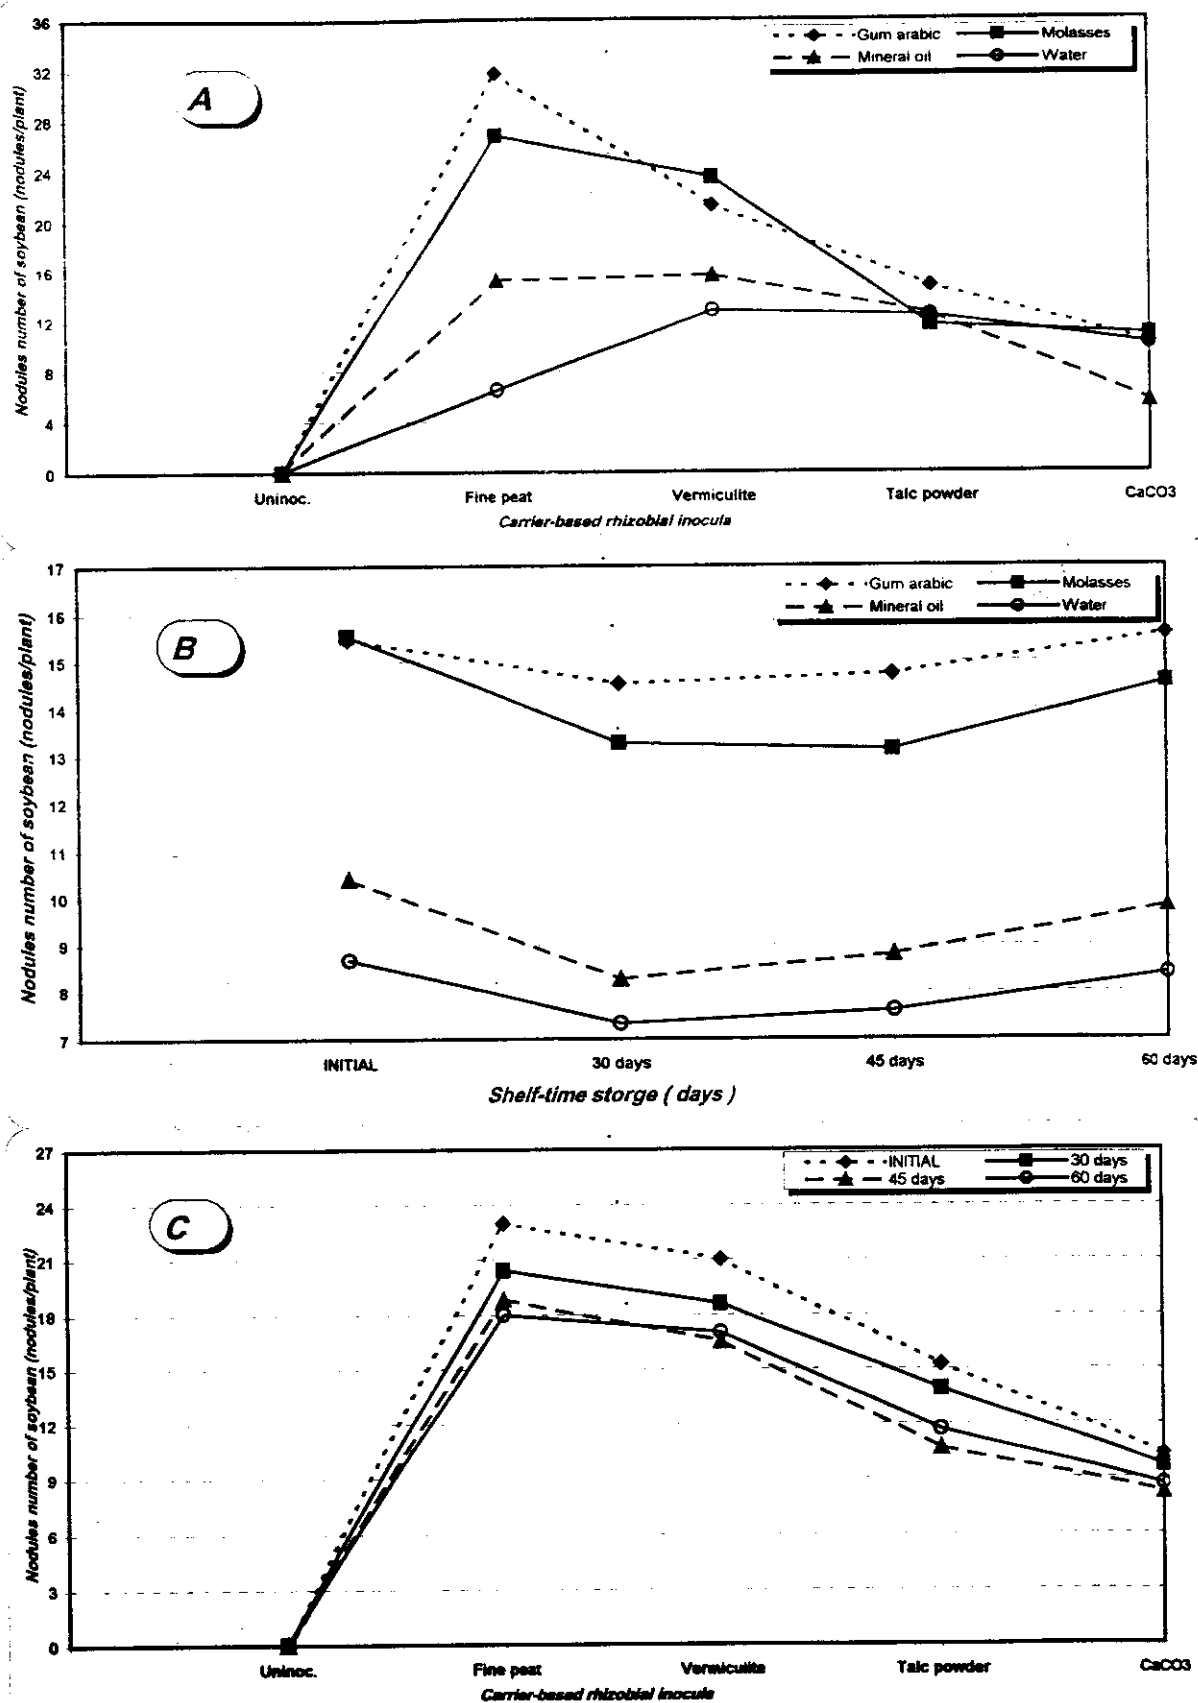 Gum arabic Molasses
Mineral oil Water
A
Nodules number of soybean (nodules/plant)
36
32
28
24
20
16
12
8
4
0
Uninoc. Fine peat Vermiculite Talc powder CaCO3
Carrier-based rhizobial inocula
Gum arabic Molasses
Mineral oil Water
B
Nodules number of soybean (nodules/plant)
17
16
15
14
13
12
11
10
9
8
7
INITIAL 30 days 45 days 60 days
Shelf-time storge ( days )
INITIAL 30 days
45 days 60 days
C
Nodules number of soybean (nodules/plant)
27
24
21
18
15
12
9
6
3
0
Uninoc. Fine peat Vermiculite Talc powder CaCO3
Carrier-based rhizobial inocula